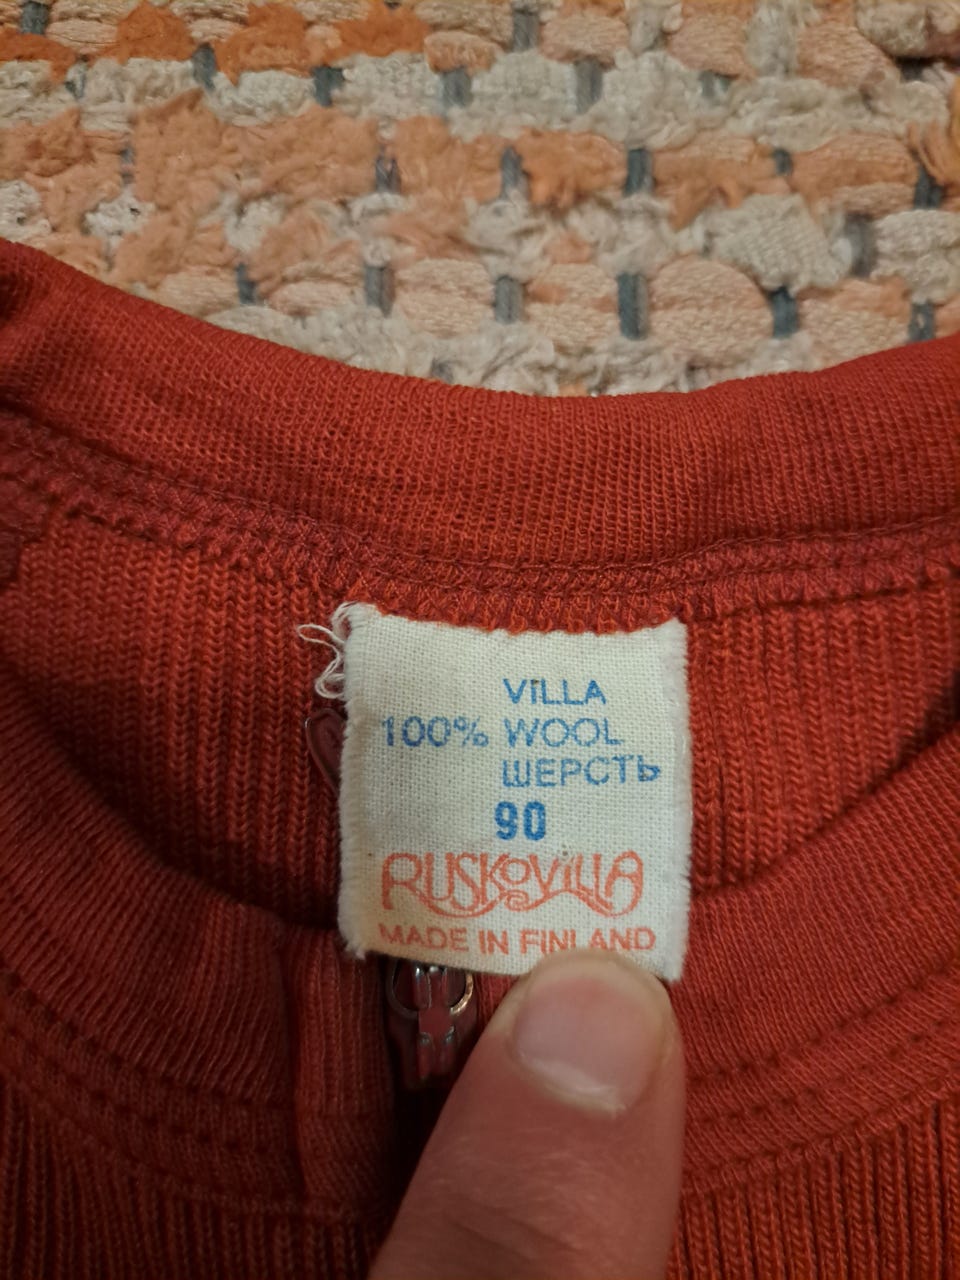 VILLA
100% WOOL
ШЕРСТЬ
90
RUSKOVILLA
MADE IN FINLAND